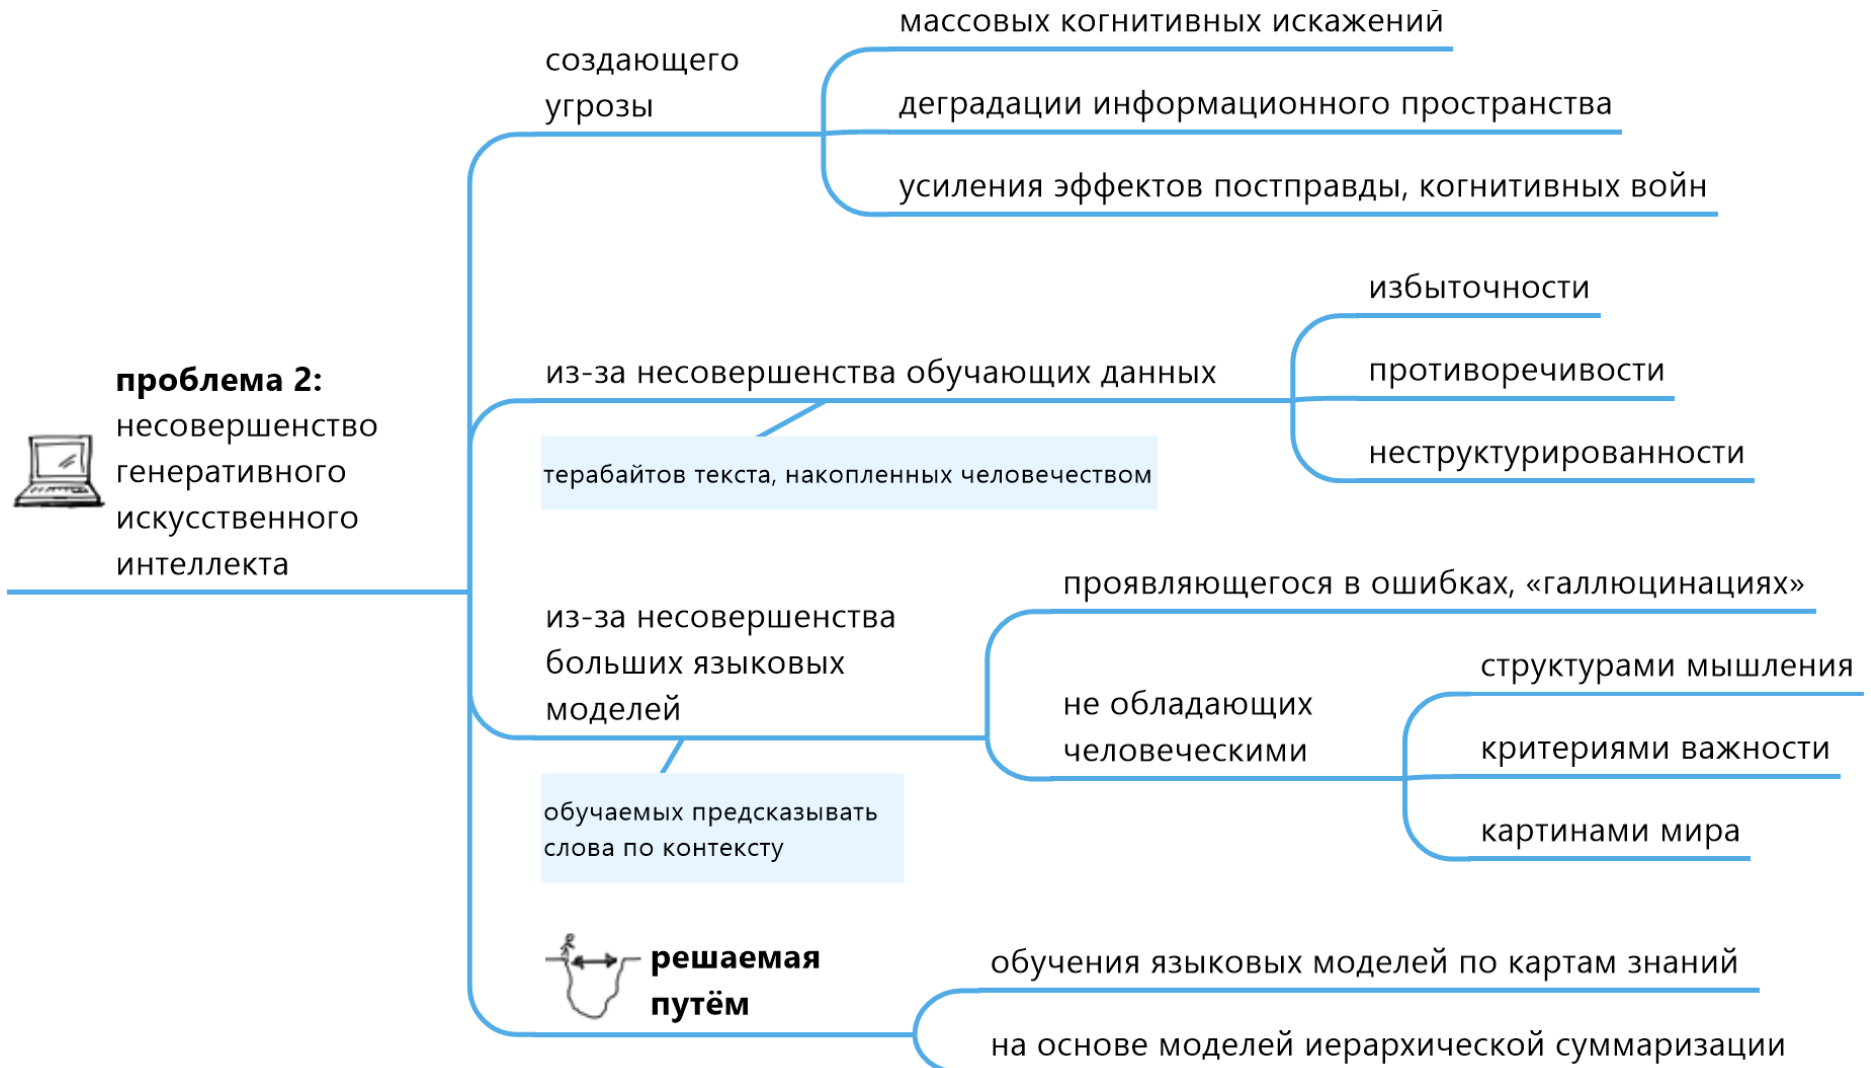 проблема 2:
несовершенство
генеративного
искусственного
интеллекта
создающего
угрозы
массовых когнитивных искажений
деградации информационного пространства
усиления эффектов постправды, когнитивных войн
из-за несовершенства обучающих данных
терабайтов текста, накопленных человечеством
избыточности
противоречивости
неструктурированности
из-за несовершенства
больших языковых
моделей
обучаемых предсказывать
слова по контексту
проявляющегося в ошибках, «галлюцинациях»
не обладающих
человеческими
структурами мышления
критериями важности
картинами мира
решаемая
путём
обучения языковых моделей по картам знаний
на основе моделей иерархической суммаризации